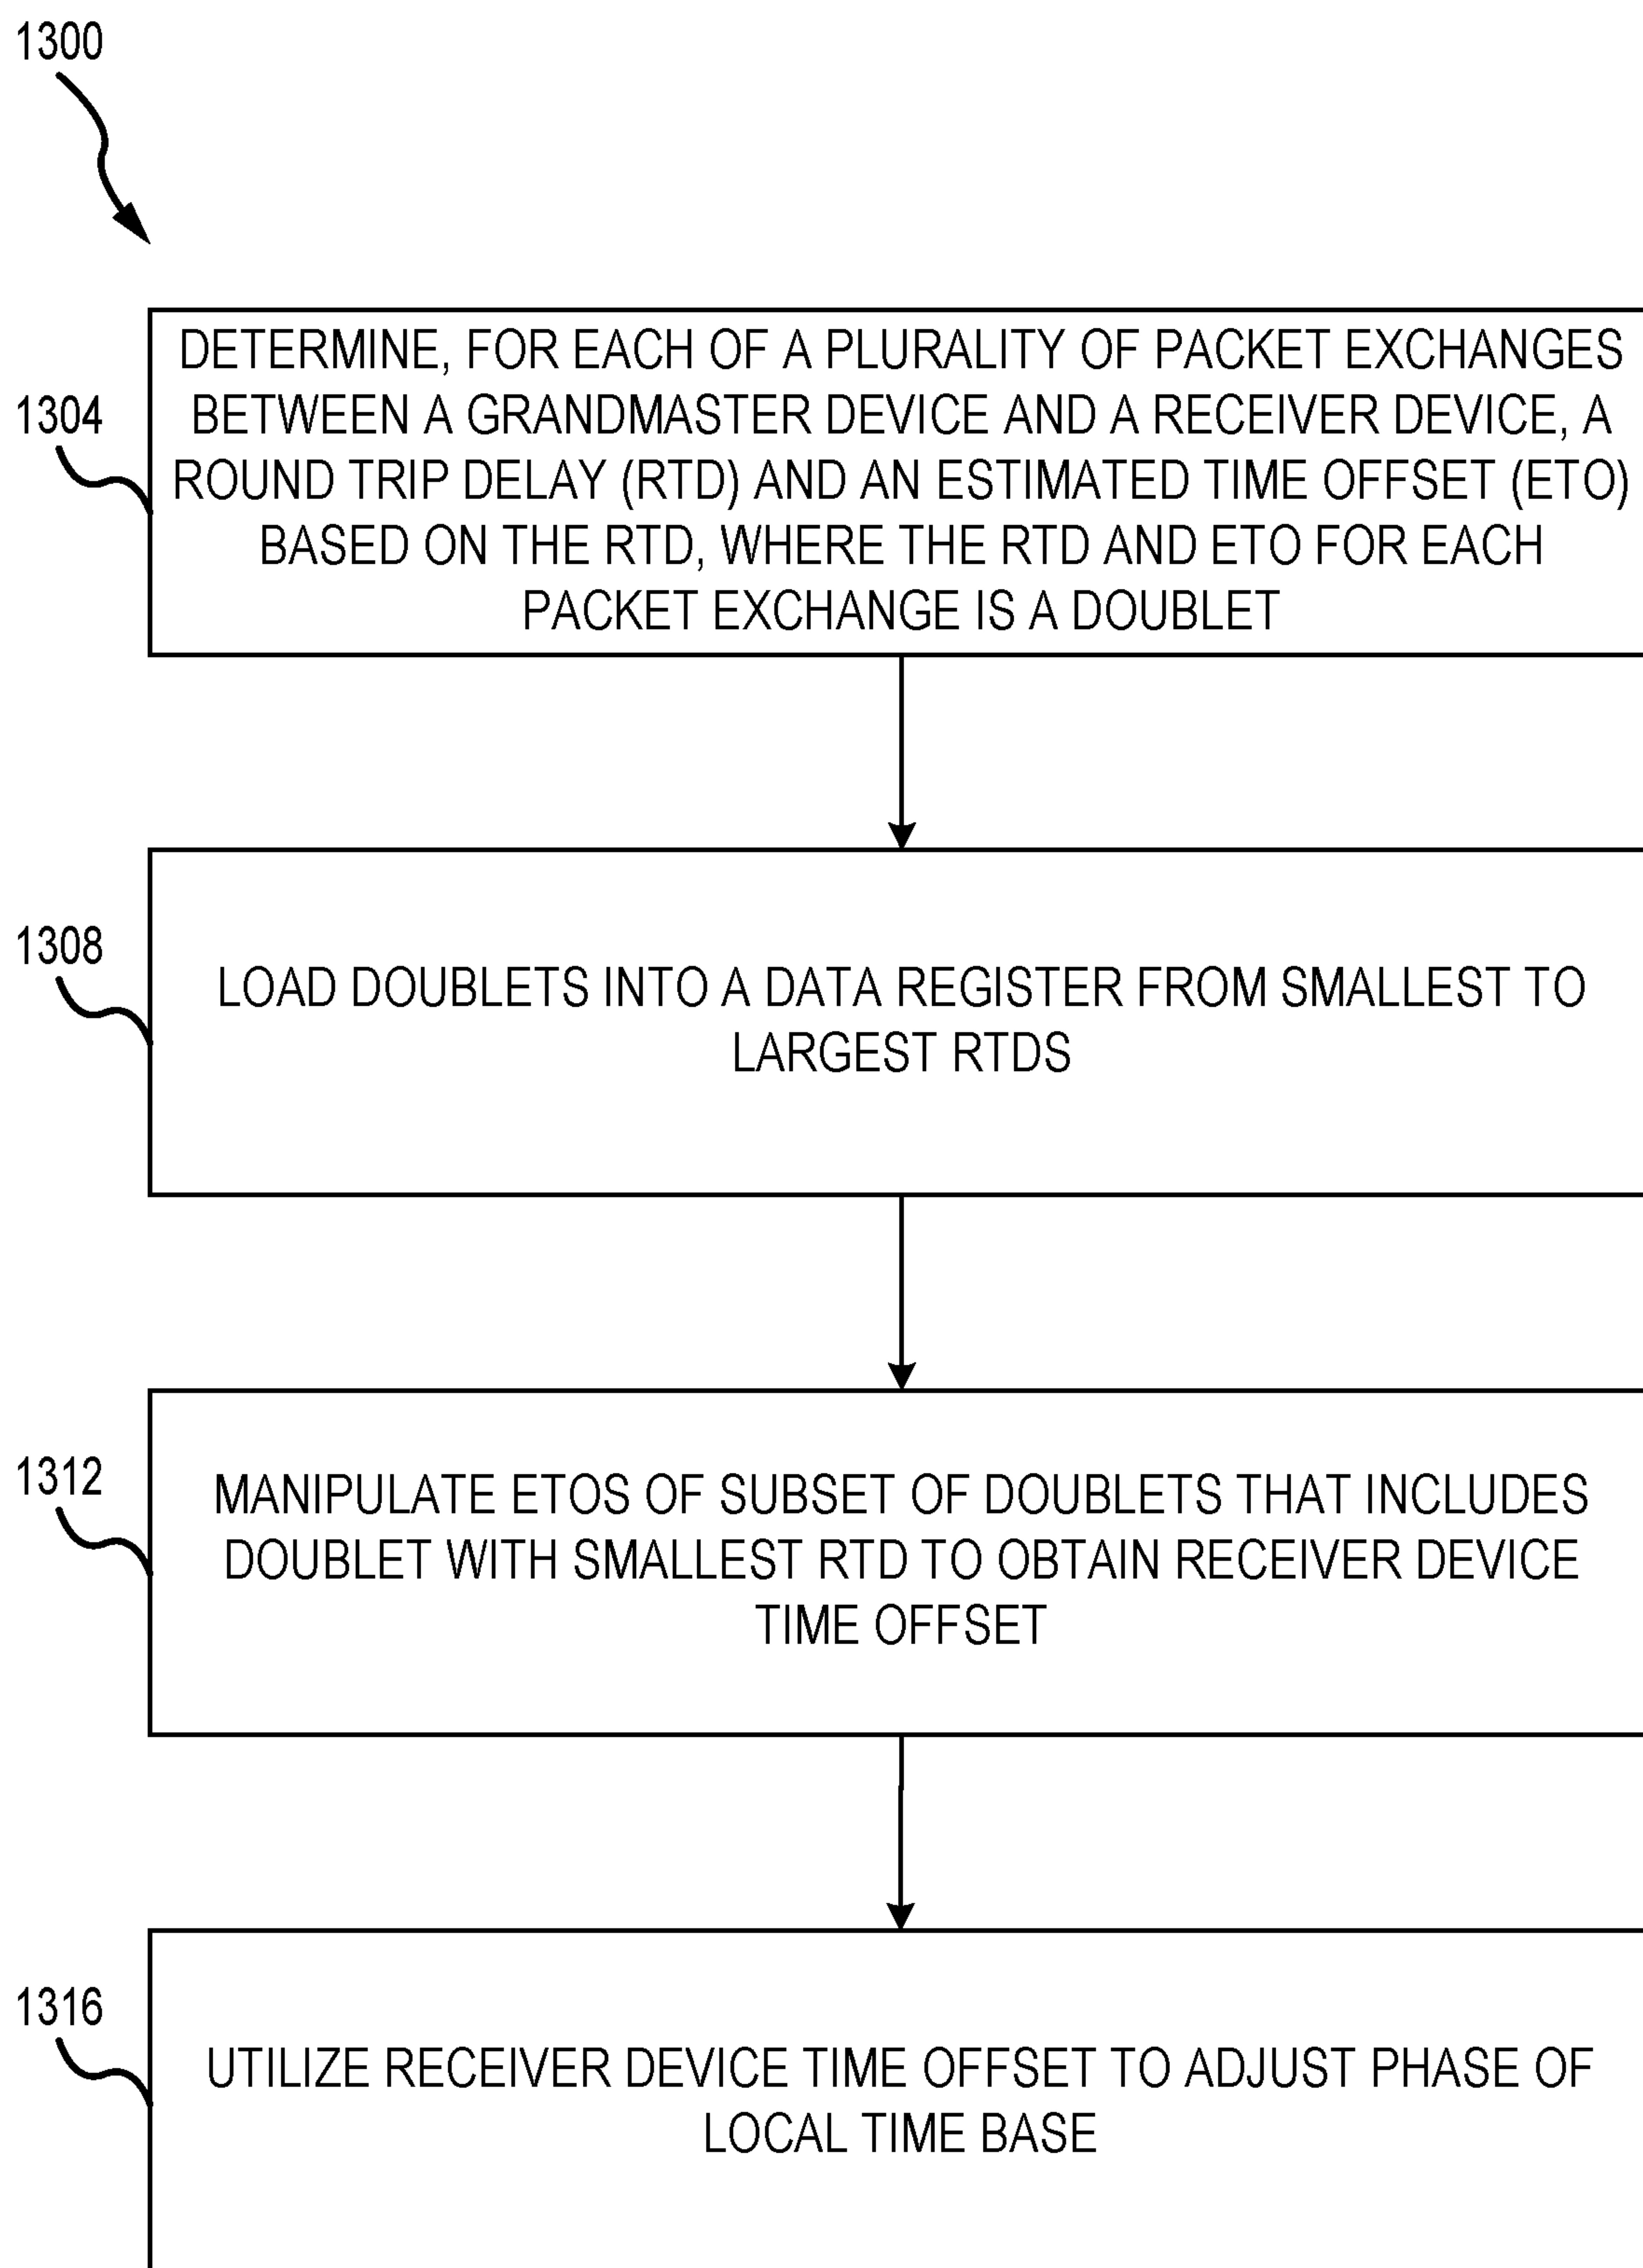 1300
1304
DETERMINE, FOR EACH OF A PLURALITY OF PACKET EXCHANGES
BETWEEN A GRANDMASTER DEVICE AND A RECEIVER DEVICE, A
ROUND TRIP DELAY (RTD) AND AN ESTIMATED TIME OFFSET (ETO)
BASED ON THE RTD, WHERE THE RTD AND ETO FOR EACH
PACKET EXCHANGE IS A DOUBLET
1308
LOAD DOUBLETS INTO A DATA REGISTER FROM SMALLEST TO
LARGEST RTDS
1312
MANIPULATE ETOS OF SUBSET OF DOUBLETS THAT INCLUDES
DOUBLET WITH SMALLEST RTD TO OBTAIN RECEIVER DEVICE
TIME OFFSET
1316
UTILIZE RECEIVER DEVICE TIME OFFSET TO ADJUST PHASE OF
LOCAL TIME BASE